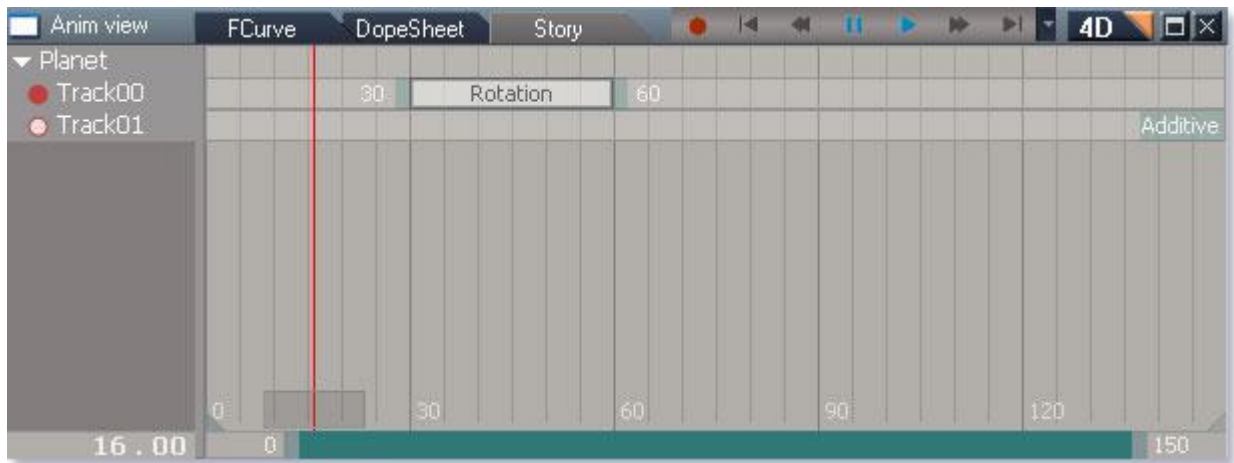 Anim view FCurve DopeSheet Story 4D
Planet
Track00 30 Rotation 60
Track01 Additive
0 30 60 90 120
16.00 0 150